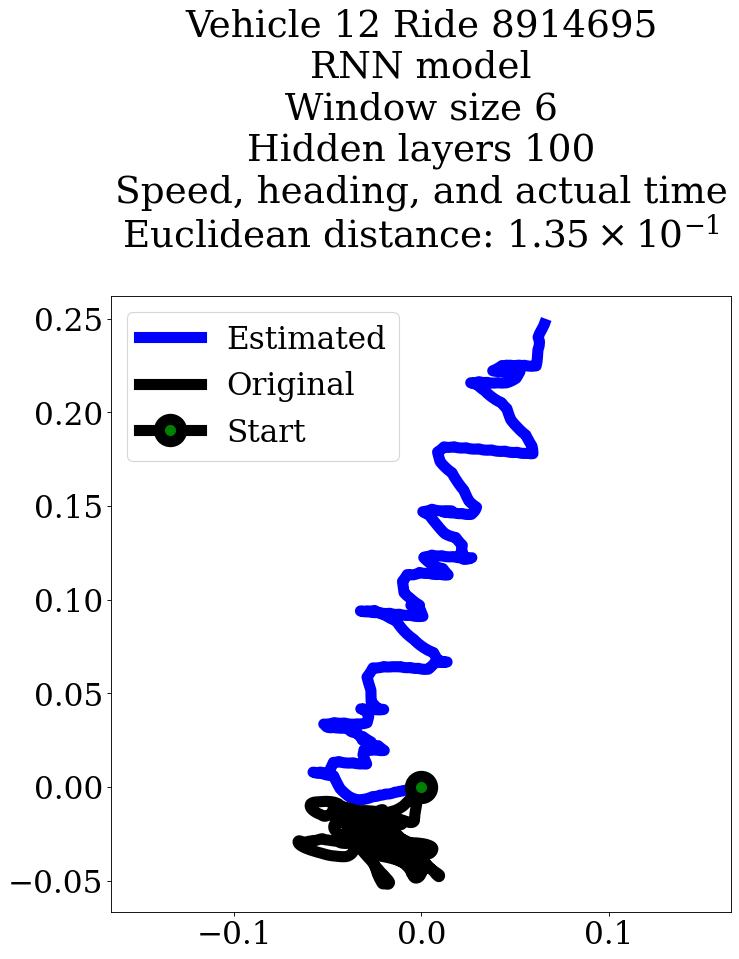 Vehicle 12 Ride 8914695
RNN model
Window size 6
Hidden layers 100
Speed, heading, and actual time
Euclidean distance: 1.35 × 10⁻¹
Estimated
Original
Start
0.25
0.20
0.15
0.10
0.05
0.00
−0.05
−0.1
0.0
0.1